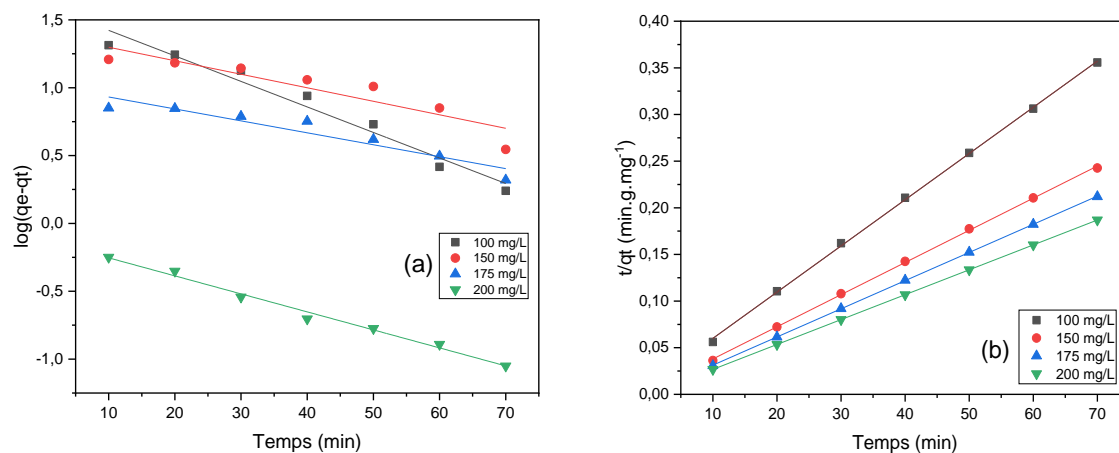 1,5
1,0
0,5
0,0
-0,5
-1,0
log(qe-qt)
10 20 30 40 50 60 70
Temps (min)
100 mg/L
150 mg/L
175 mg/L
200 mg/L
(a)
0,40
0,35
0,30
0,25
0,20
0,15
0,10
0,05
0,00
t/qt (min.g.mg⁻¹)
10 20 30 40 50 60 70
Temps (min)
100 mg/L
150 mg/L
175 mg/L
200 mg/L
(b)